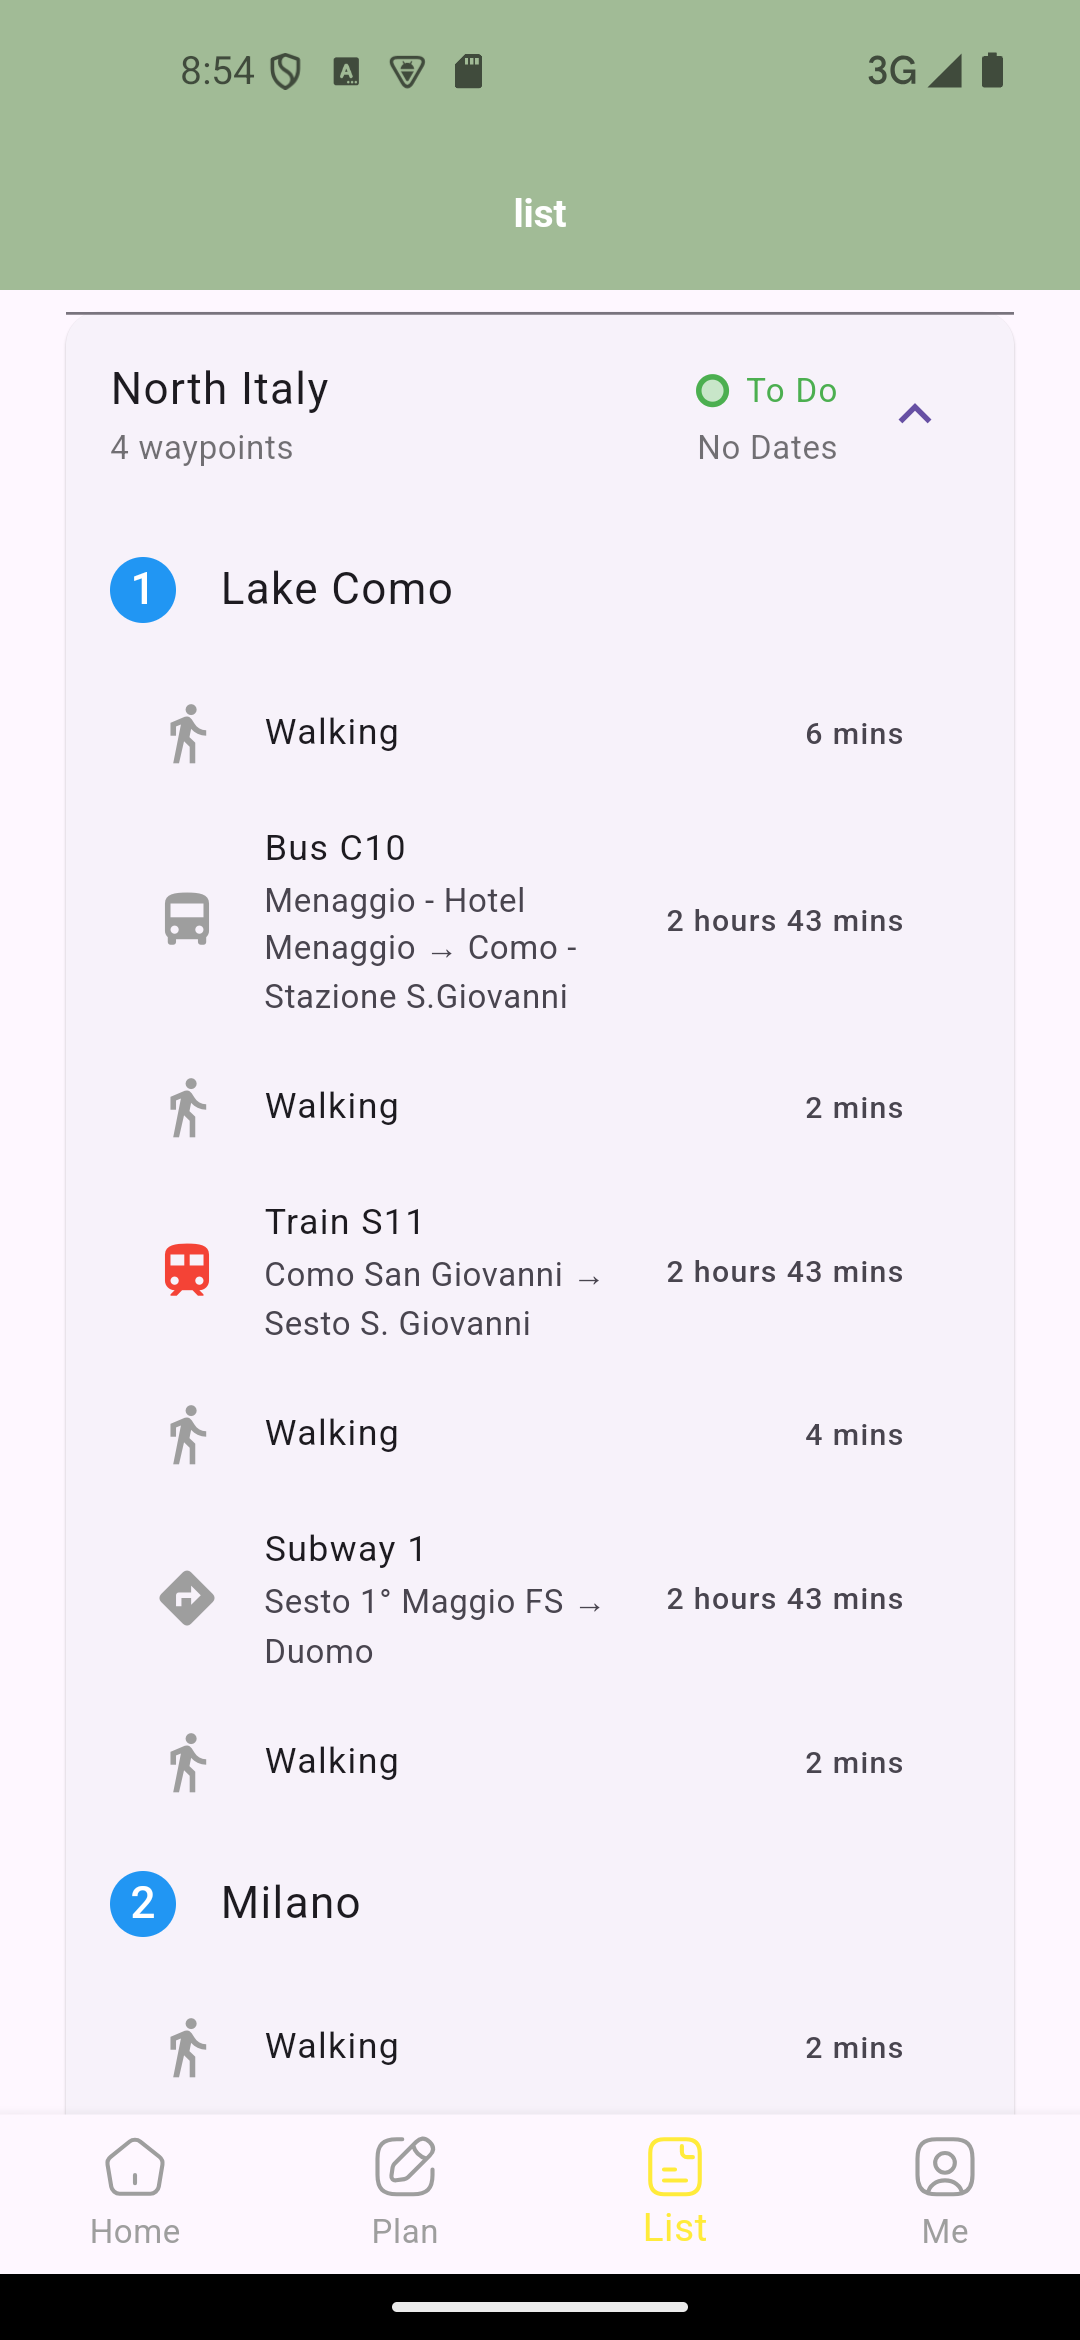 8:54
3G
list
North Italy
To Do
4 waypoints
No Dates
1 Lake Como
Walking 6 mins
Bus C10
Menaggio - Hotel
Menaggio → Como -
Stazione S.Giovanni
2 hours 43 mins
Walking 2 mins
Train S11
Como San Giovanni →
Sesto S. Giovanni
2 hours 43 mins
Walking 4 mins
Subway 1
Sesto 1° Maggio FS →
Duomo
2 hours 43 mins
Walking 2 mins
2 Milano
Walking 2 mins
Home Plan List Me